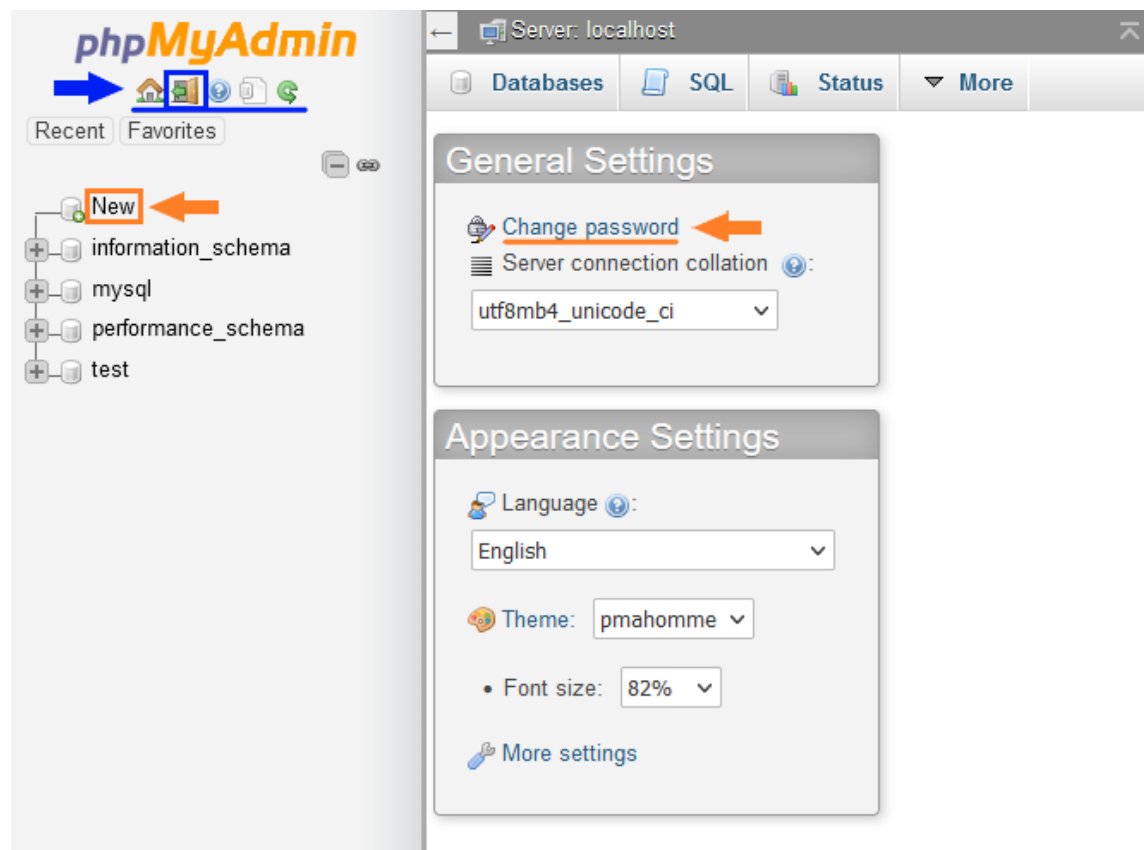 phpMyAdmin
Recent Favorites
New
information_schema
mysql
performance_schema
test
← Server: localhost
Databases SQL Status More
General Settings
Change password
Server connection collation :
utf8mb4_unicode_ci
Appearance Settings
Language :
English
Theme: pmahomme
• Font size: 82%
More settings